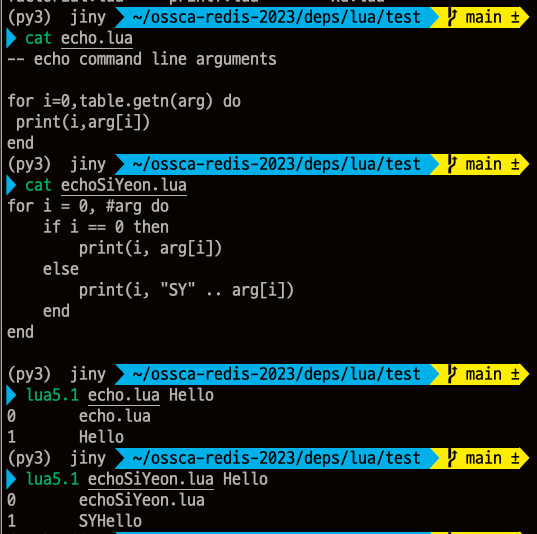 (py3) jiny ~/ossca-redis-2023/deps/lua/test main ±
cat echo.lua
-- echo command line arguments
for i=0,table.getn(arg) do
 print(i,arg[i])
end
(py3) jiny ~/ossca-redis-2023/deps/lua/test main ±
cat echoSiYeon.lua
for i = 0, #arg do
    if i == 0 then
        print(i, arg[i])
    else
        print(i, "SY" .. arg[i])
    end
end
(py3) jiny ~/ossca-redis-2023/deps/lua/test main ±
lua5.1 echo.lua Hello
0       echo.lua
1       Hello
(py3) jiny ~/ossca-redis-2023/deps/lua/test main ±
lua5.1 echoSiYeon.lua Hello
0       echoSiYeon.lua
1       SYHello